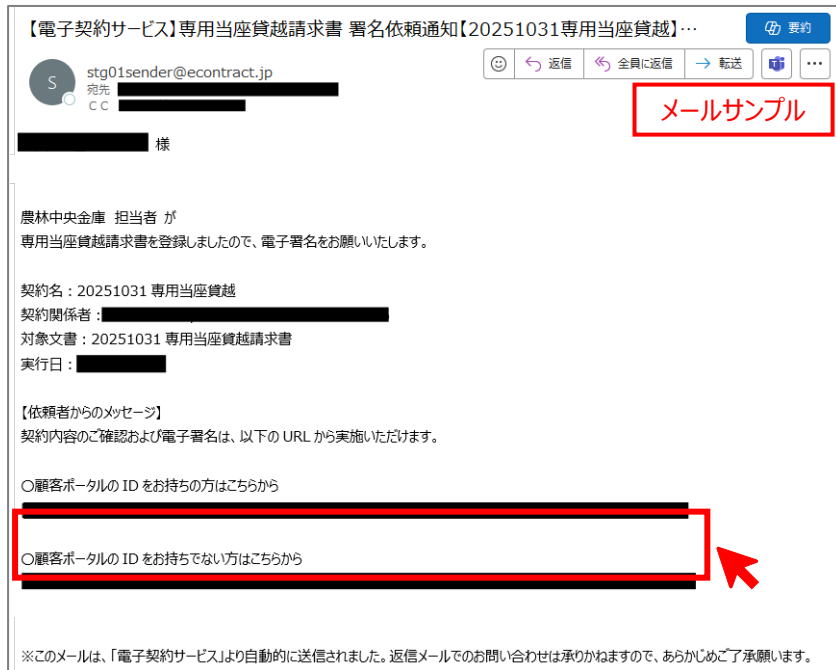 【電子契約サービス】専用当座貸越請求書 署名依頼通知【20251031専用当座貸越】…
要約
S
stg01sender@econtract.jp
返信
全員に返信
転送
宛先
CC
メールサンプル
様
農林中央金庫 担当者 が
専用当座貸越請求書を登録しましたので、電子署名をお願いいたします。
契約名：20251031 専用当座貸越
契約関係者：
対象文書：20251031 専用当座貸越請求書
実行日：
【依頼者からのメッセージ】
契約内容のご確認および電子署名は、以下の URL から実施いただけます。
○顧客ポータルの ID をお持ちの方はこちらから
○顧客ポータルの ID をお持ちでない方はこちらから
※このメールは、「電子契約サービス」より自動的に送信されました。返信メールでのお問い合わせは承りかねますので、あらかじめご了承願います。